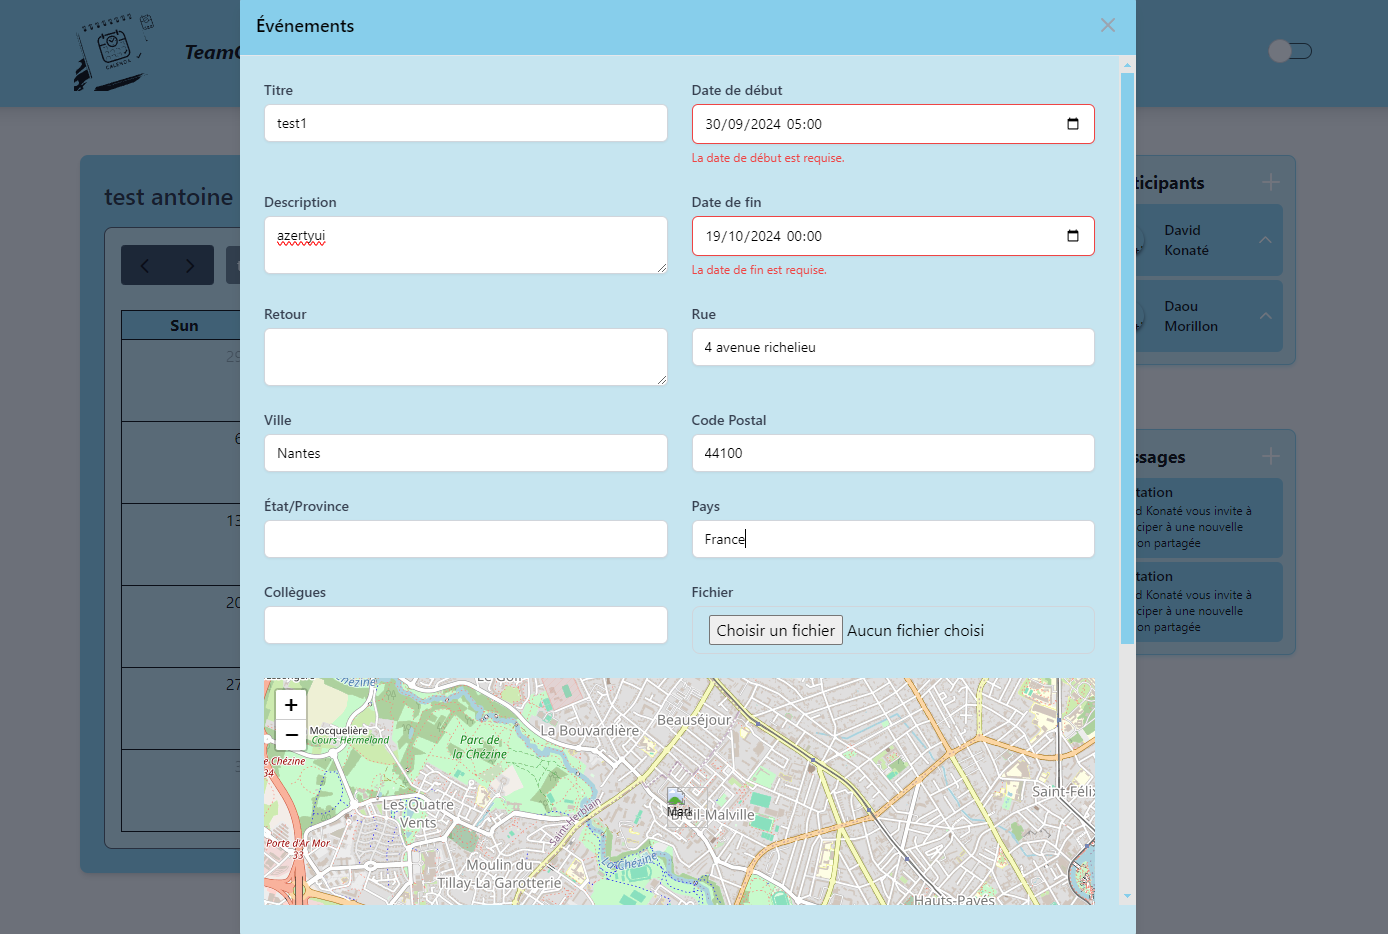 Événements
TeamC
CALENDA
Titre
test1
Date de début
30/09/2024 05:00
La date de début est requise.
Description
azertyui
Date de fin
19/10/2024 00:00
La date de fin est requise.
Retour
Rue
4 avenue richelieu
Ville
Nantes
Code Postal
44100
État/Province
Pays
France
Collègues
Fichier
Choisir un fichier Aucun fichier choisi
+
−
Mocquelière
Cours Hermeland
Parc de
la Chézine
La Bouvardière
Beauséjour
e Chézine
34
Les Quatre
Vents
Saint-Herblain
Breil-Malville
Saint-Félix
Porte d'Ar Mor
33
Moulin du
Tillay-La Garotterie
La Chézine
Hauts-Pavés
test antoine
Sun
29
6
13
20
27
3
ticipants
David
Konaté
Daou
Morillon
ssages
tation
d Konaté vous invite à
ciper à une nouvelle
on partagée
tation
d Konaté vous invite à
ciper à une nouvelle
on partagée